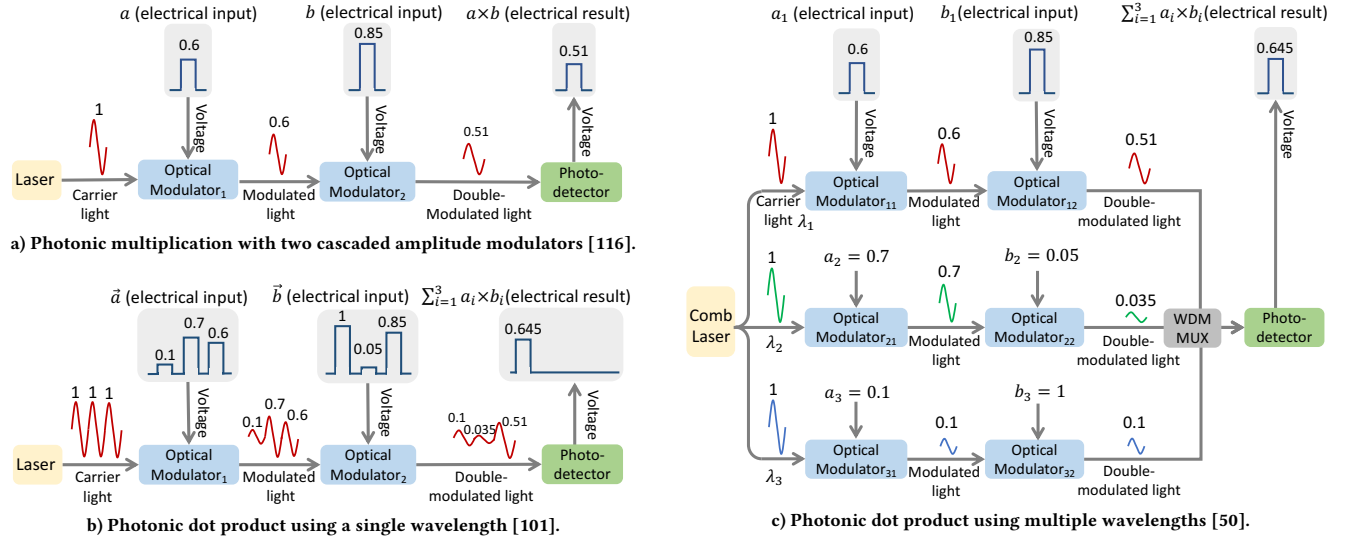 a (electrical input)
b (electrical input)
a×b (electrical result)
0.6
0.85
0.51
1
Voltage
0.6
Voltage
0.51
Voltage
Laser
Carrier
light
Optical
Modulator₁
Modulated
light
Optical
Modulator₂
Double-
Modulated light
Photo-
detector
a) Photonic multiplication with two cascaded amplitude modulators [116].
a⃗ (electrical input)
b⃗ (electrical input)
∑³ᵢ₌₁ aᵢ×bᵢ(electrical result)
0.1
0.7
0.6
1
0.05
0.85
0.645
1 1 1
Voltage
0.1
0.7
0.6
Voltage
0.1
0.035
0.51
Voltage
Laser
Carrier
light
Optical
Modulator₁
Modulated
light
Optical
Modulator₂
Double-
modulated light
Photo-
detector
b) Photonic dot product using a single wavelength [101].
a₁ (electrical input)
b₁(electrical input)
∑³ᵢ₌₁ aᵢ×bᵢ(electrical result)
0.6
0.85
0.645
1
Voltage
0.6
Voltage
0.51
Voltage
Carrier
light λ₁
Optical
Modulator₁₁
Modulated
light
Optical
Modulator₁₂
Double-
modulated light
a₂ = 0.7
b₂ = 0.05
1
0.7
0.035
Comb
Laser
λ₂
Optical
Modulator₂₁
Modulated
light
Optical
Modulator₂₂
Double-
modulated light
WDM
MUX
Photo-
detector
a₃ = 0.1
b₃ = 1
1
0.1
0.1
λ₃
Optical
Modulator₃₁
Modulated
light
Optical
Modulator₃₂
Double-
modulated light
c) Photonic dot product using multiple wavelengths [50].